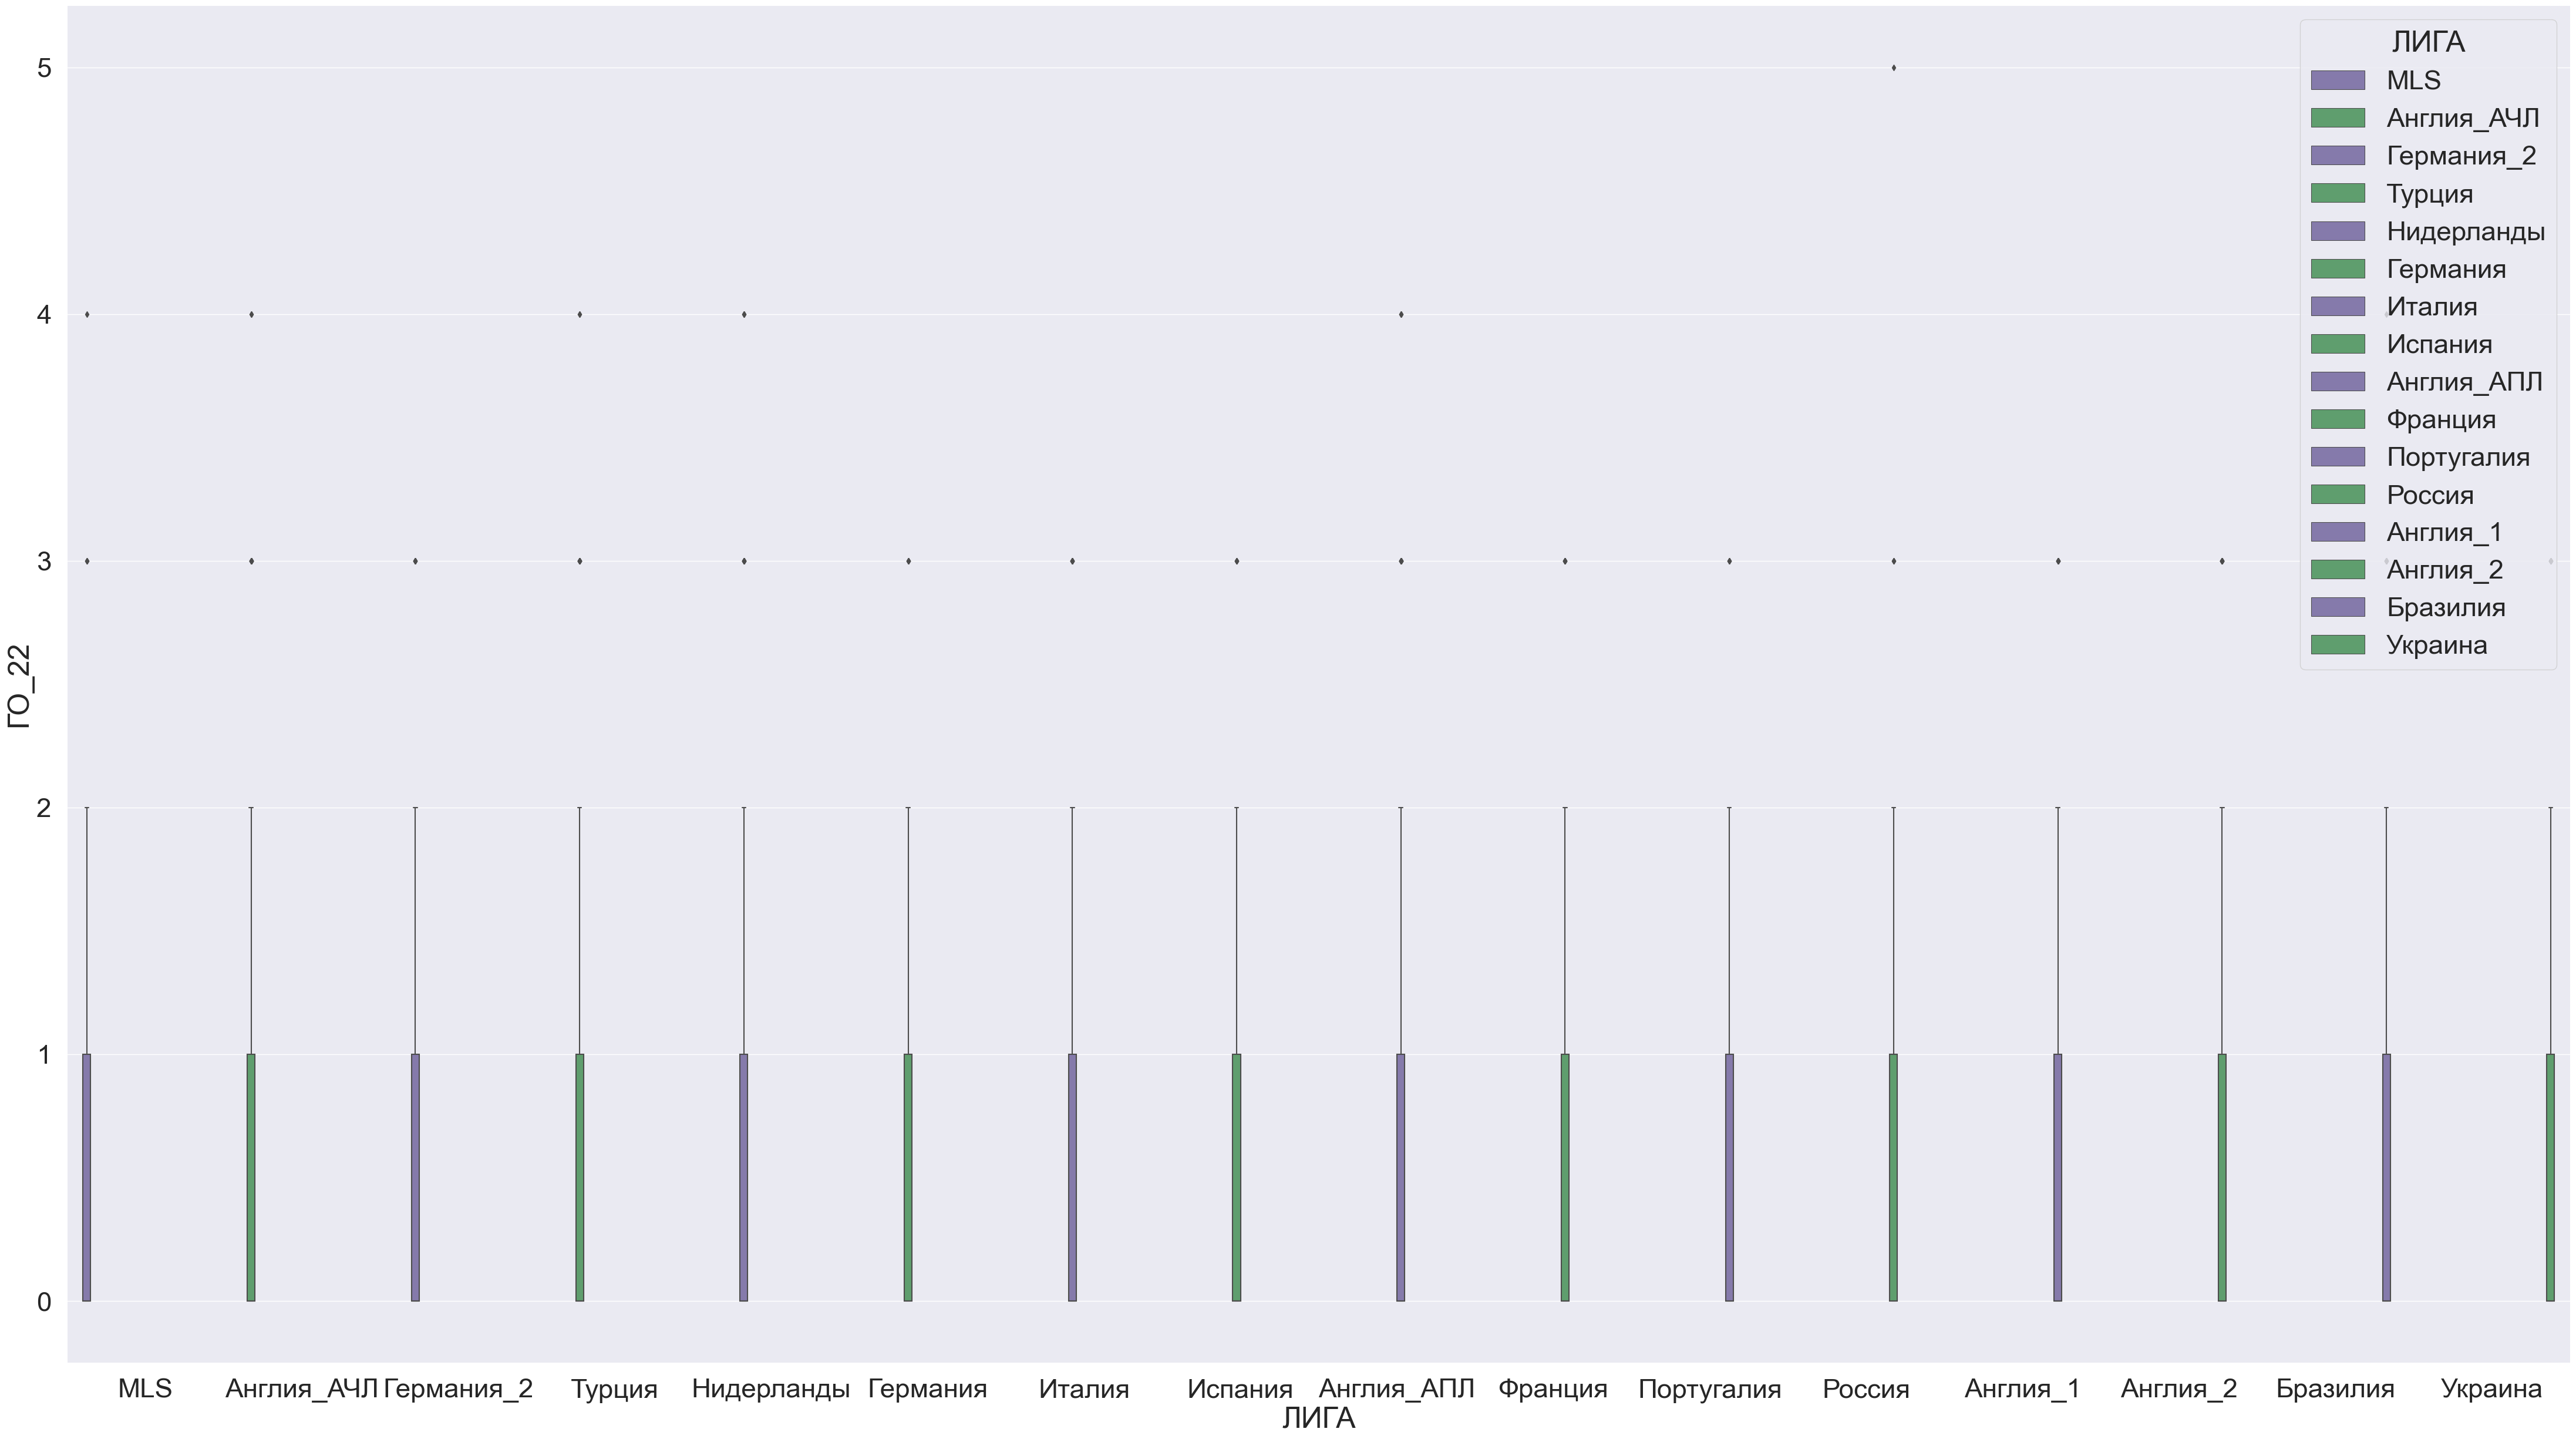 5
4
3
2
1
0
ГО_22
ЛИГА
MLS
Англия_АЧЛ
Германия_2
Турция
Нидерланды
Германия
Италия
Испания
Англия_АПЛ
Франция
Португалия
Россия
Англия_1
Англия_2
Бразилия
Украина
MLS Англия_АЧЛ Германия_2 Турция Нидерланды Германия Италия Испания Англия_АПЛ Франция Португалия Россия Англия_1 Англия_2 Бразилия Украина
ЛИГА